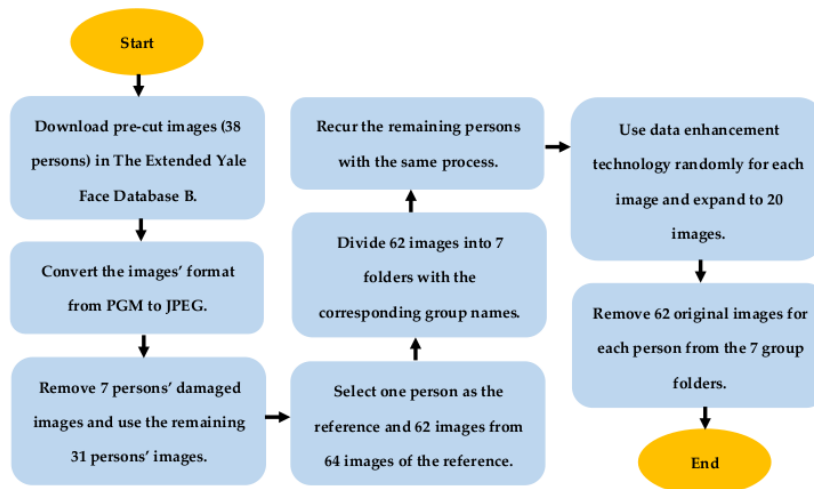 Start
Download pre-cut images (38
persons) in The Extended Yale
Face Database B.
Convert the images' format
from PGM to JPEG.
Remove 7 persons' damaged
images and use the remaining
31 persons' images.
Select one person as the
reference and 62 images from
64 images of the reference.
Divide 62 images into 7
folders with the
corresponding group names.
Recur the remaining persons
with the same process.
Use data enhancement
technology randomly for each
image and expand to 20
images.
Remove 62 original images for
each person from the 7 group
folders.
End